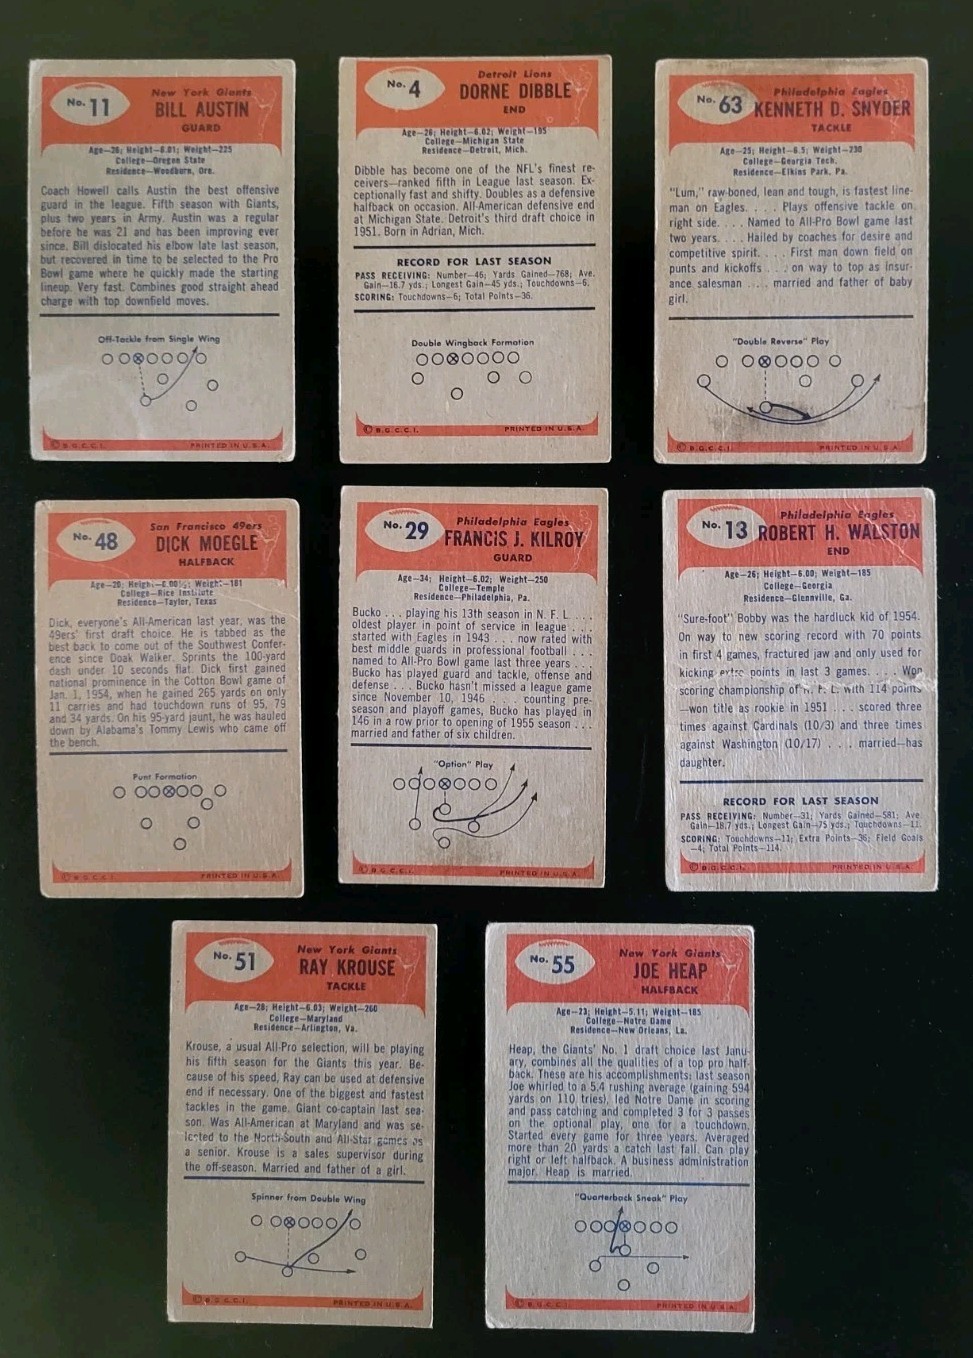 No. 11
New York Giants
BILL AUSTIN
GUARD
Age—26; Height—6.01; Weight—225
College—Oregon State
Residence—Woodburn, Ore.
Coach Howell calls Austin the best offensive
guard in the league. Fifth season with Giants,
plus two years in Army. Austin was a regular
before he was 21 and has been improving ever
since. Bill dislocated his elbow late last season,
but recovered in time to be selected to the Pro
Bowl game where he quickly made the starting
lineup. Very fast. Combines good straight ahead
charge with top downfield moves.
Off-Tackle from Single Wing
© B.G.C.C.I. PRINTED IN U.S.A.
No. 4
Detroit Lions
DORNE DIBBLE
END
Age—26; Height—6.02; Weight—195
College—Michigan State
Residence—Detroit, Mich.
Dibble has become one of the NFL's finest re-
ceivers—ranked fifth in League last season. Ex-
ceptionally fast and shifty. Doubles as a defensive
halfback on occasion. All-American defensive end
at Michigan State. Detroit's third draft choice in
1951. Born in Adrian, Mich.
RECORD FOR LAST SEASON
PASS RECEIVING: Number—46; Yards Gained—768; Ave.
Gain—16.7 yds.; Longest Gain—45 yds.; Touchdowns—6.
SCORING: Touchdowns—6; Total Points—36.
Double Wingback Formation
© B.G.C.C.I. PRINTED IN U.S.A.
No. 63
Philadelphia Eagles
KENNETH D. SNYDER
TACKLE
Age—25; Height—6.5; Weight—230
College—Georgia Tech.
Residence—Elkins Park, Pa.
"Lum," raw-boned, lean and tough, is fastest line-
man on Eagles. . . . Plays offensive tackle on
right side. . . . Named to All-Pro Bowl game last
two years. . . . Hailed by coaches for desire and
competitive spirit. . . . First man down field on
punts and kickoffs . . . on way to top as insur-
ance salesman . . . . married and father of baby
girl.
"Double Reverse" Play
© B.G.C.C.I. PRINTED IN U.S.A.
No. 48
San Francisco 49ers
DICK MOEGLE
HALFBACK
Weight—181
College—Rice Institute
Residence—Taylor, Texas
Dick, everyone's All-American last year, was the
49ers' first draft choice. He is tabbed as the
best back to come out of the Southwest Confer-
ence since Doak Walker. Sprints the 100-yard
dash under 10 seconds flat. Dick first gained
national prominence in the Cotton Bowl game of
Jan. 1, 1954, when he gained 265 yards on only
11 carries and had touchdown runs of 95, 79
and 34 yards. On his 95-yard jaunt, he was hauled
down by Alabama's Tommy Lewis who came off
the bench.
Punt Formation
© B.G.C.C.I. PRINTED IN U.S.A.
No. 29
Philadelphia Eagles
FRANCIS J. KILROY
GUARD
Age—34; Height—6.02; Weight—250
College—Temple
Residence—Philadelphia, Pa.
Bucko . . . playing his 13th season in N. F. L. . . .
oldest player in point of service in league . . .
started with Eagles in 1943 . . . now rated with
best middle guards in professional football . . .
named to All-Pro Bowl game last three years . . .
Bucko has played guard and tackle, offense and
defense . . . Bucko hasn't missed a league game
since November 10, 1946 . . . counting pre-
season and playoff games, Bucko has played in
146 in a row prior to opening of 1955 season . . .
married and father of six children.
"Option" Play
© B.G.C.C.I. PRINTED IN U.S.A.
No. 13
Philadelphia Eagles
ROBERT H. WALSTON
END
Age—26; Height—6.00; Weight—185
College—Georgia
Residence—Glennville, Ga.
"Sure-foot" Bobby was the hardluck kid of 1954.
On way to new scoring record with 70 points
in first 4 games, fractured jaw and only used for
kicking extra points in last 3 games. . . . Won
scoring championship of N. F. L. with 114 points
—won title as rookie in 1951 . . . scored three
times against Cardinals (10/3) and three times
against Washington (10/17) . . . married—has
daughter.
RECORD FOR LAST SEASON
PASS RECEIVING: Number—31; Yards Gained—581; Ave.
Gain—18.7 yds.; Longest Gain—75 yds.; Touchdowns—11.
SCORING: Touchdowns—11; Extra Points—36; Field Goals
—4; Total Points—114.
© B.G.C.C.I. PRINTED IN U.S.A.
No. 51
New York Giants
RAY KROUSE
TACKLE
Age—28; Height—6.03; Weight—260
College—Maryland
Residence—Arlington, Va.
Krouse, a usual All-Pro selection, will be playing
his fifth season for the Giants this year. Be-
cause of his speed, Ray can be used at defensive
end if necessary. One of the biggest and fastest
tackles in the game. Giant co-captain last sea-
son. Was All-American at Maryland and was se-
lected to the North-South and All-Star games as
a senior. Krouse is a sales supervisor during
the off-season. Married and father of a girl.
Spinner from Double Wing
© B.G.C.C.I. PRINTED IN U.S.A.
No. 55
New York Giants
JOE HEAP
HALFBACK
Age—23; Height—5.11; Weight—185
College—Notre Dame
Residence—New Orleans, La.
Heap, the Giants' No. 1 draft choice last Janu-
ary, combines all the qualities of a top pro half-
back. These are his accomplishments: last season
Joe whirled to a 5.4 rushing average (gaining 594
yards on 110 tries), led Notre Dame in scoring
and pass catching and completed 3 for 3 passes
on the optional play, one for a touchdown.
Started every game for three years. Averaged
more than 20 yards a catch last fall. Can play
right or left halfback. A business administration
major, Heap is married.
"Quarterback Sneak" Play
© B.G.C.C.I. PRINTED IN U.S.A.